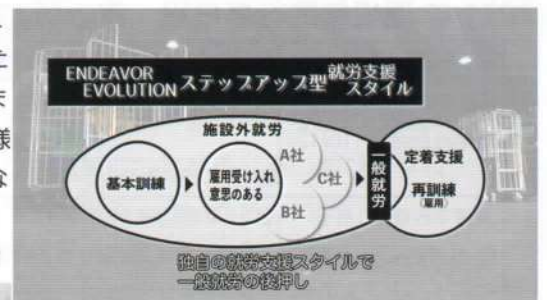 ENDEAVOR
EVOLUTION ステップアップ型 就労支援
スタイル
施設外就労
基本訓練
雇用受け入れ
意思のある
A社
C社
B社
一般就労
定着支援
再訓練
(雇用)
独自の就労支援スタイルで
一般就労の後押し
様
な